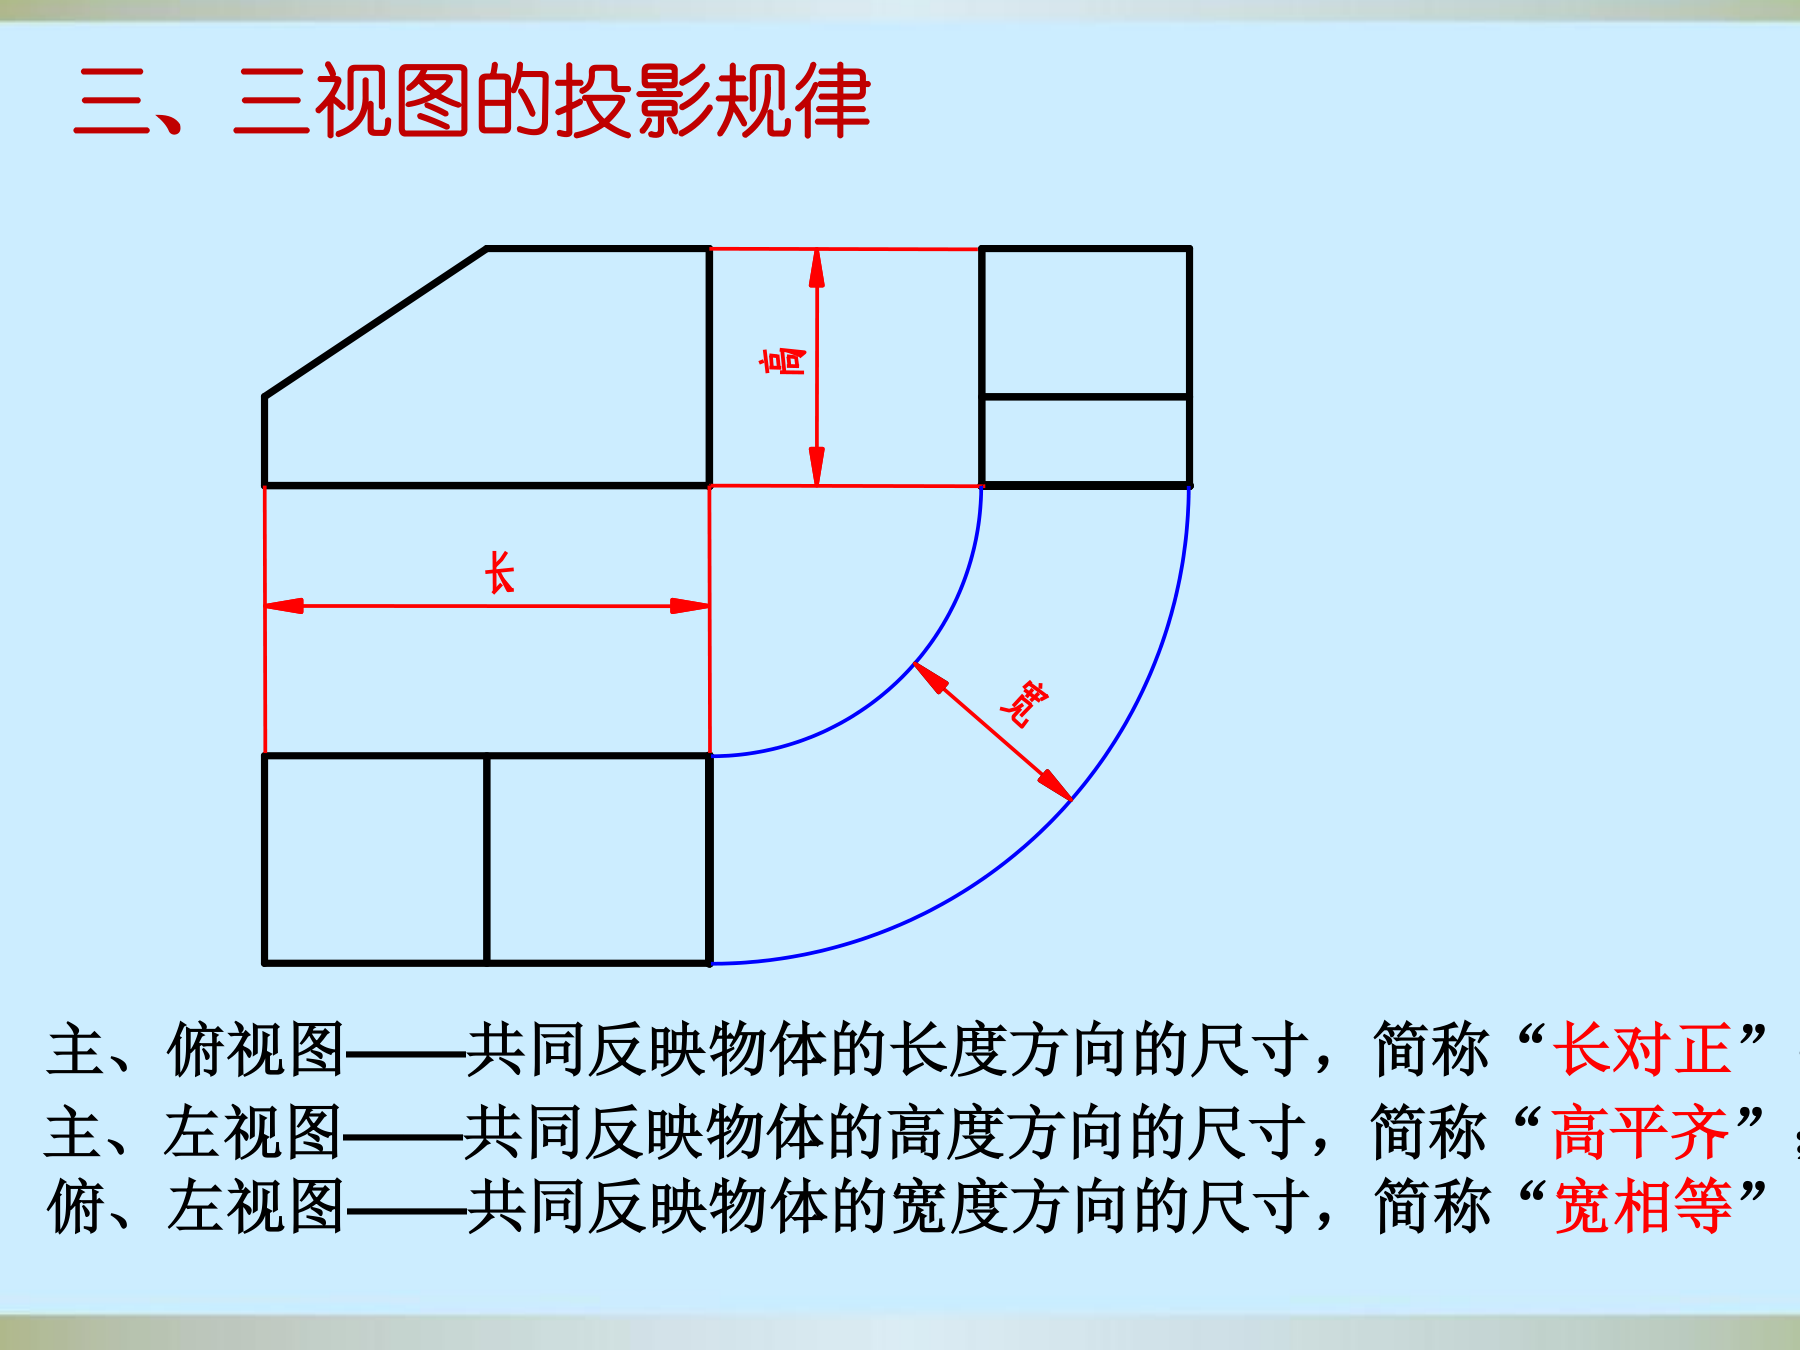 三、三视图的投影规律
高
长
宽
主、俯视图——共同反映物体的长度方向的尺寸，简称“长对正”
主、左视图——共同反映物体的高度方向的尺寸，简称“高平齐”；
俯、左视图——共同反映物体的宽度方向的尺寸，简称“宽相等”